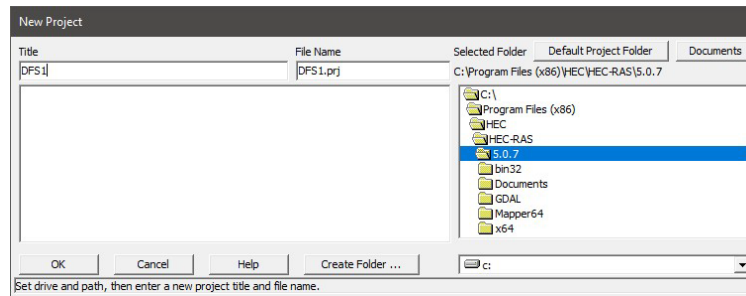 New Project
Title File Name Selected Folder Default Project Folder Documents
DFS1 DFS1.prj C:\Program Files (x86)\HEC\HEC-RAS\5.0.7
C:\
Program Files (x86)
HEC
HEC-RAS
5.0.7
bin32
Documents
GDAL
Mapper64
x64
OK Cancel Help Create Folder ... c:
Set drive and path, then enter a new project title and file name.